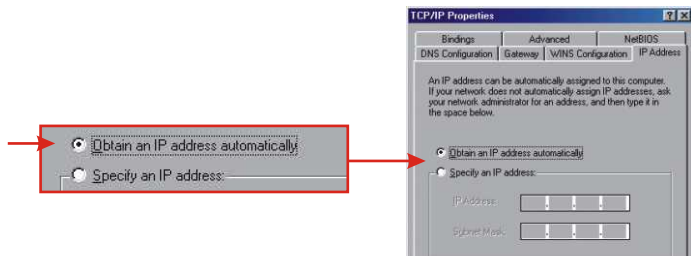 Obtain an IP address automatically
Specify an IP address:
TCP/IP Properties
Bindings Advanced NetBIOS
DNS Configuration Gateway WINS Configuration IP Address
An IP address can be automatically assigned to this computer.
If your network does not automatically assign IP addresses, ask
your network administrator for an address, and then type it in
the space below.
Obtain an IP address automatically
Specify an IP address:
IP Address:
Subnet Mask: